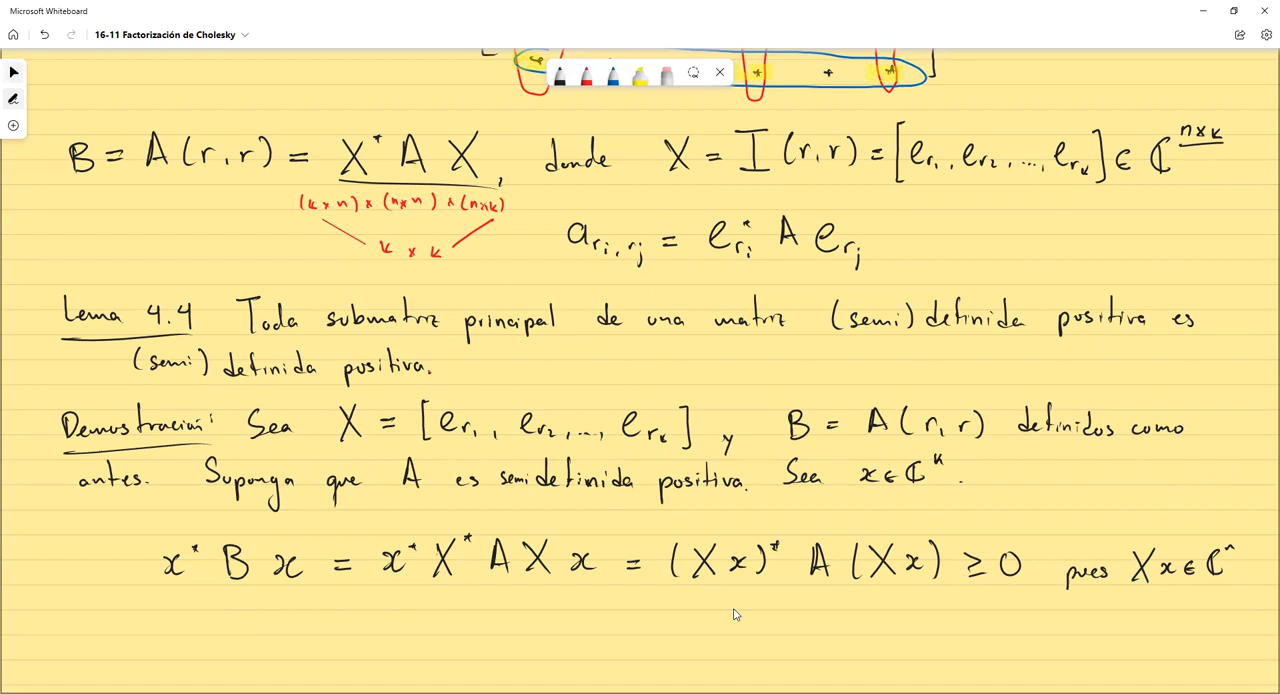 Microsoft Whiteboard
16-11 Factorización de Cholesky
B = A(r,r) = X* A X, donde X = I(r,r) = [e_{r_1}, e_{r_2}, ..., e_{r_k}] ∈ ℂ^{n×k}
(k×n) × (n×n) × (n×k)
k × k
a_{r_i,r_j} = e_{r_i}^* A e_{r_j}
Lema 4.4 Toda submatriz principal de una matriz (semi)definida positiva es
(semi)definida positiva.
Demostración: Sea X = [e_{r_1}, e_{r_2}, ..., e_{r_k}], y B = A(r,r) definidos como
antes. Suponga que A es semidefinida positiva. Sea x ∈ ℂ^k.
x* B x = x* X* A X x = (Xx)* A (Xx) ≥ 0 pues Xx ∈ ℂ^n